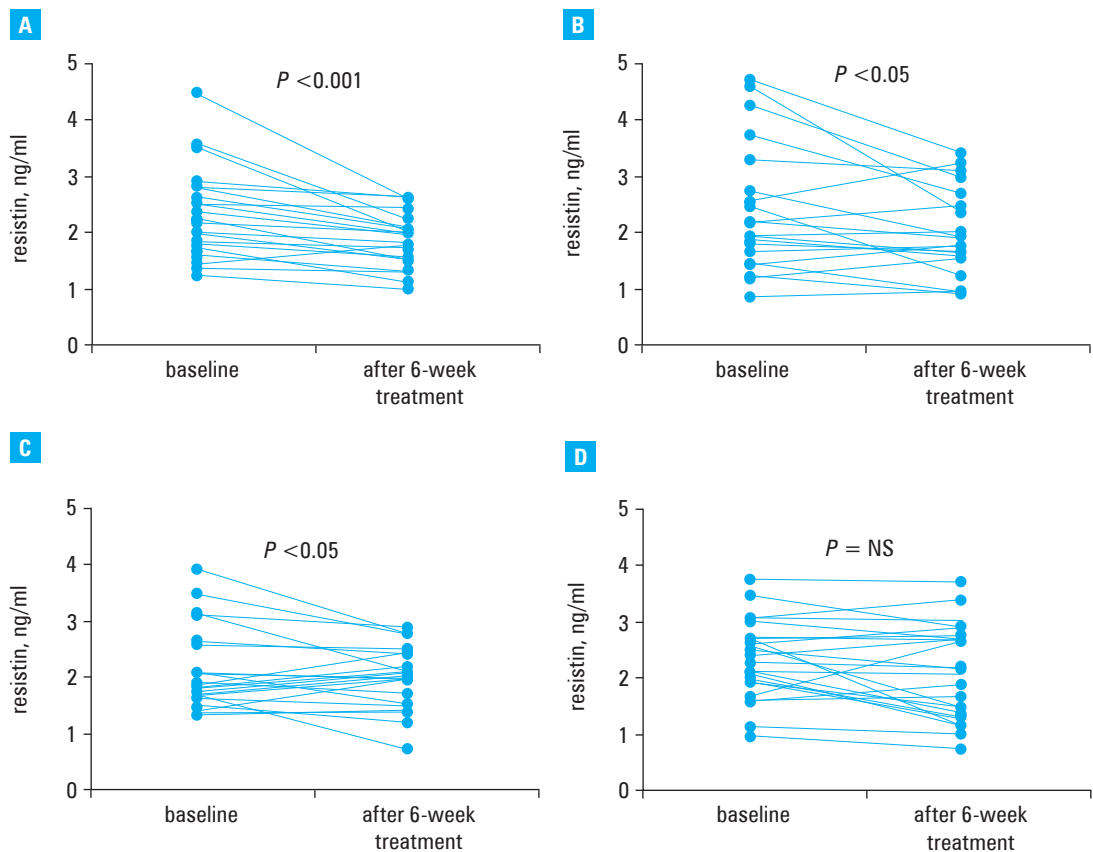 A
P <0.001
resistin, ng/ml
5
4
3
2
1
0
baseline
after 6-week
treatment
B
P <0.05
resistin, ng/ml
5
4
3
2
1
0
baseline
after 6-week
treatment
C
P <0.05
resistin, ng/ml
5
4
3
2
1
0
baseline
after 6-week
treatment
D
P = NS
resistin, ng/ml
5
4
3
2
1
0
baseline
after 6-week
treatment